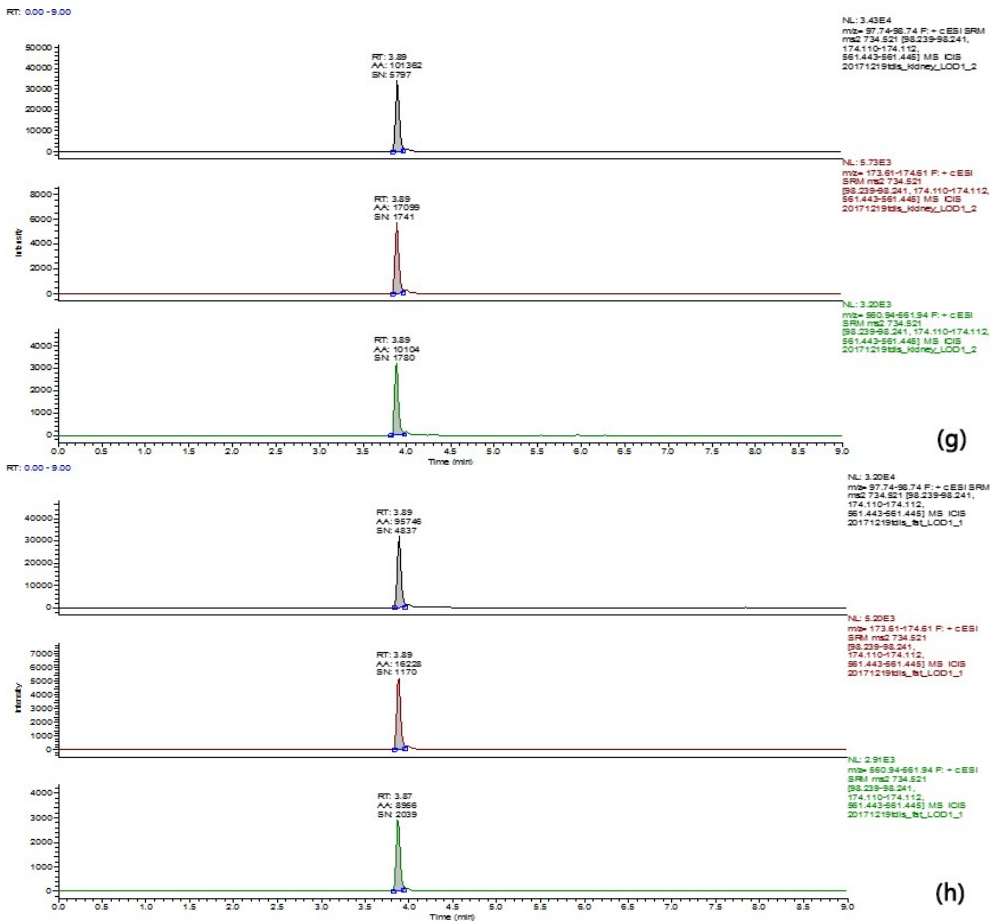 RT: 0.00 - 9.00
NL: 3.43E4
m/z= 97.74-98.74 F: + c ESI SRM
ms2 734.521 [98.239-98.241,
174.110-174.112,
561.443-561.445] MS ICIS
20171219tdis_kidney_LOD1_2
50000
40000
30000
20000
10000
0
RT: 3.89
AA: 101362
SN: 5797
NL: 5.73E3
m/z= 173.61-174.61 F: + c ESI
SRM ms2 734.521
[98.239-98.241, 174.110-174.112,
561.443-561.445] MS ICIS
20171219tdis_kidney_LOD1_2
8000
6000
4000
2000
0
Intensity
RT: 3.89
AA: 17099
SN: 1741
NL: 3.20E3
m/z= 560.94-561.94 F: + c ESI
SRM ms2 734.521
[98.239-98.241, 174.110-174.112,
561.443-561.445] MS ICIS
20171219tdis_kidney_LOD1_2
4000
3000
2000
1000
0
RT: 3.89
AA: 10104
SN: 1780
0.0 0.5 1.0 1.5 2.0 2.5 3.0 3.5 4.0 4.5 5.0 5.5 6.0 6.5 7.0 7.5 8.0 8.5 9.0
Time (min)
(g)
RT: 0.00 - 9.00
NL: 3.20E4
m/z= 97.74-98.74 F: + c ESI SRM
ms2 734.521 [98.239-98.241,
174.110-174.112,
561.443-561.445] MS ICIS
20171219tdis_fat_LOD1_1
40000
30000
20000
10000
0
RT: 3.89
AA: 95746
SN: 4837
NL: 5.20E3
m/z= 173.61-174.61 F: + c ESI
SRM ms2 734.521
[98.239-98.241,
174.110-174.112,
561.443-561.445] MS ICIS
20171219tdis_fat_LOD1_1
7000
6000
5000
4000
3000
2000
1000
0
Intensity
RT: 3.89
AA: 16228
SN: 1170
NL: 2.91E3
m/z= 560.94-561.94 F: + c ESI
SRM ms2 734.521
[98.239-98.241,
174.110-174.112,
561.443-561.445] MS ICIS
20171219tdis_fat_LOD1_1
4000
3000
2000
1000
0
RT: 3.87
AA: 8966
SN: 2039
0.0 0.5 1.0 1.5 2.0 2.5 3.0 3.5 4.0 4.5 5.0 5.5 6.0 6.5 7.0 7.5 8.0 8.5 9.0
Time (min)
(h)